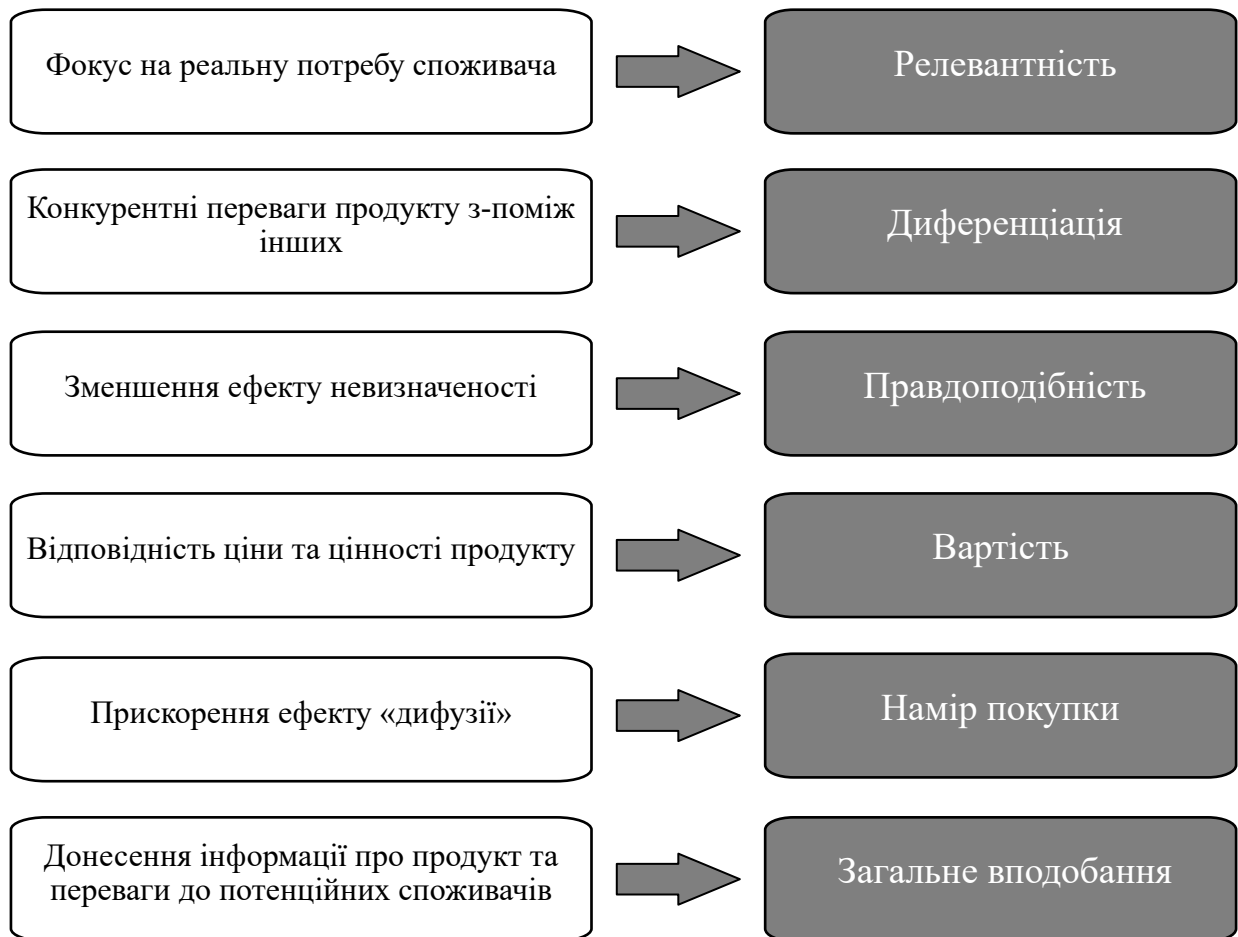 Фокус на реальну потребу споживача
Релевантність
Конкурентні переваги продукту з-поміж
інших
Диференціація
Зменшення ефекту невизначеності
Правдоподібність
Відповідність ціни та цінності продукту
Вартість
Прискорення ефекту «дифузії»
Намір покупки
Донесення інформації про продукт та
переваги до потенційних споживачів
Загальне вподобання